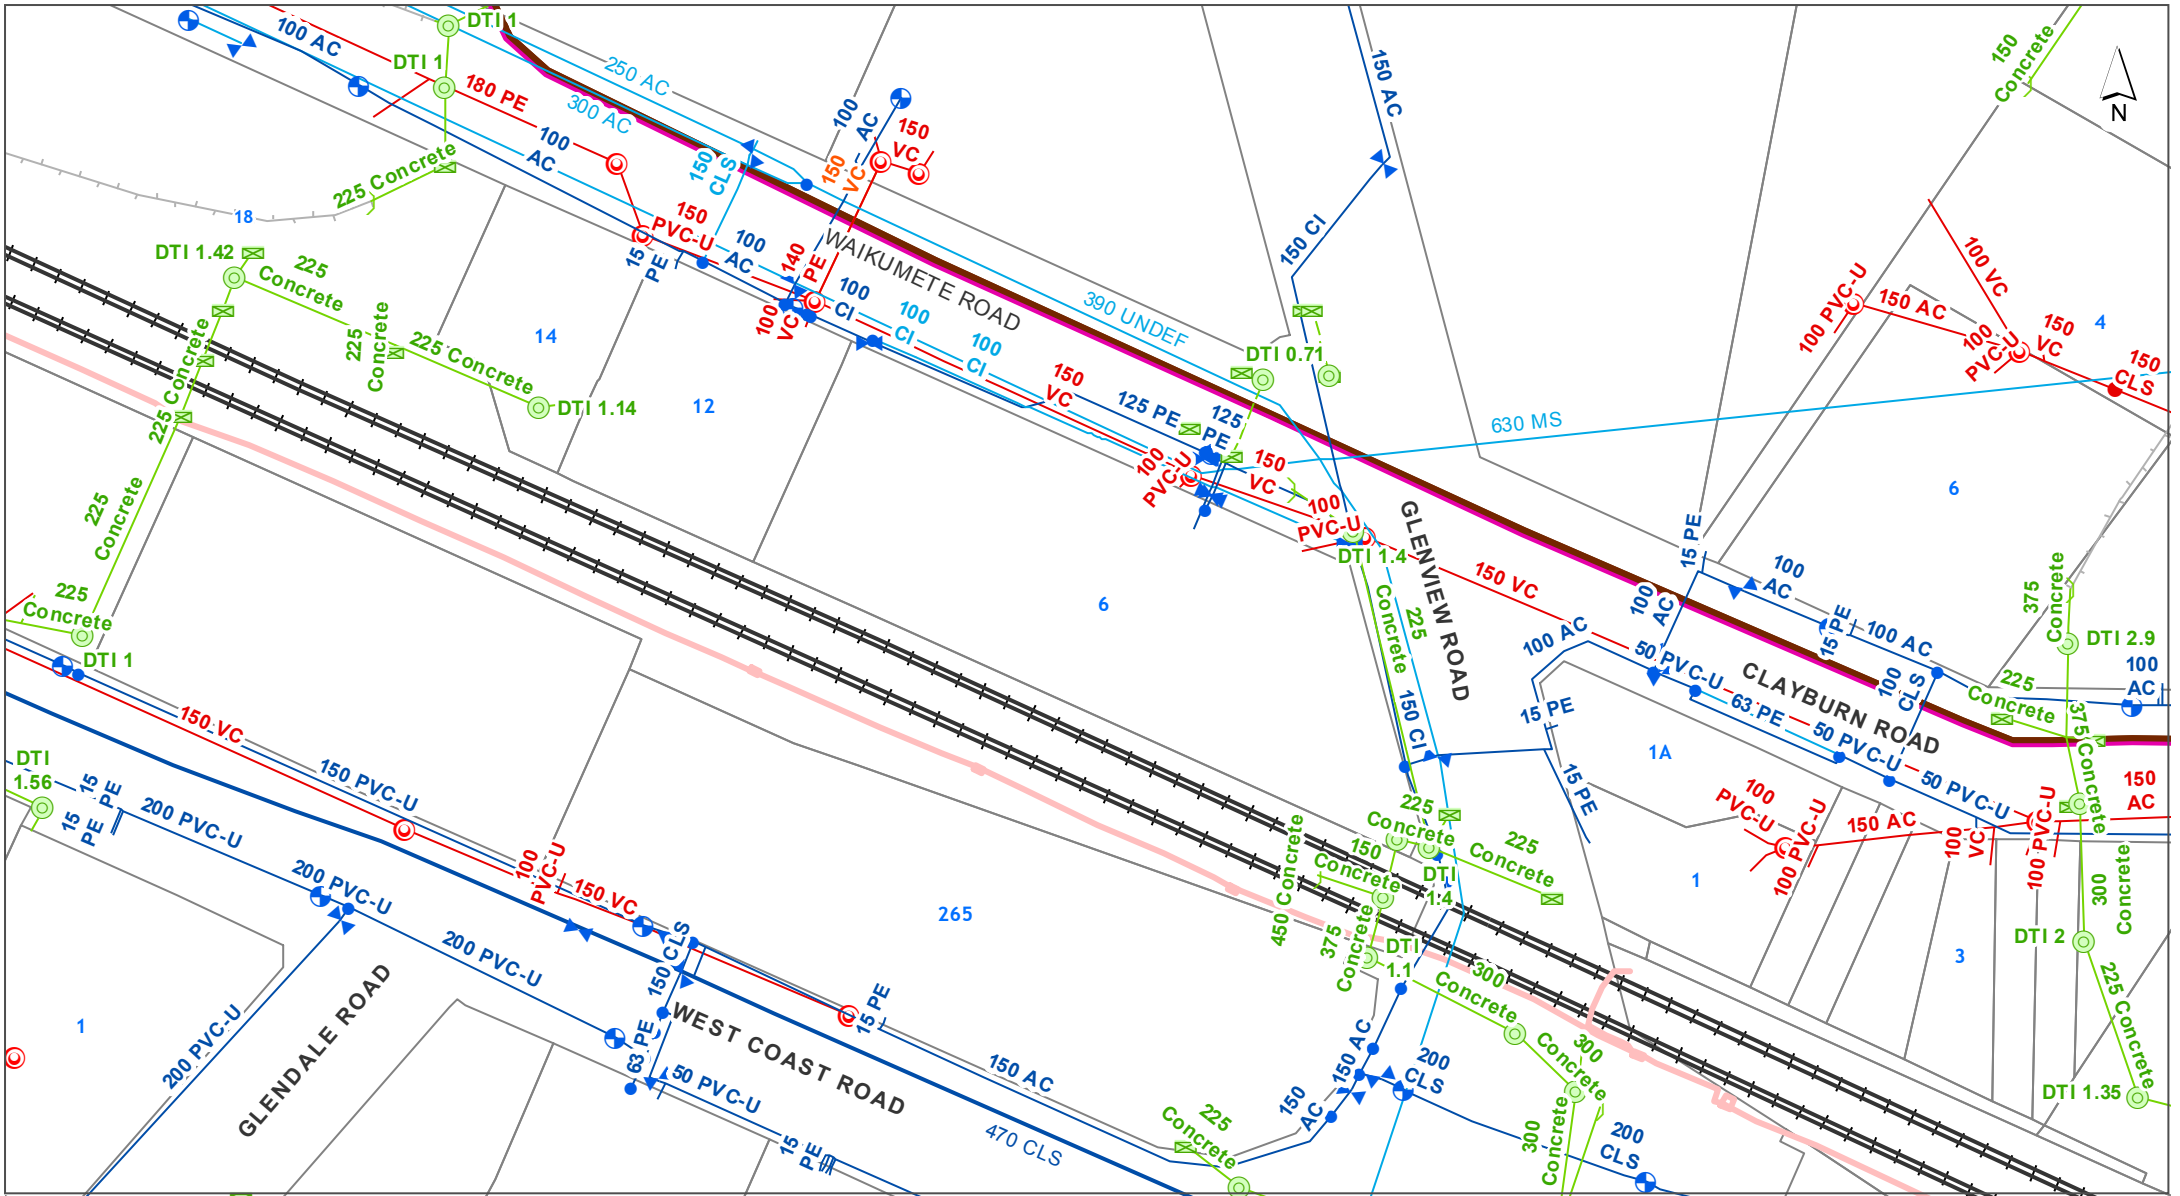 DTI 1
100 AC
DTI 1
180 PE
250 AC
300 AC
150 AC
150
Concrete
N
100
AC
225 Concrete
18
150
CLS
100
AC
150
VC
150
VC
150
PVC-U
15
PE
100
AC
140
PE
100
VC
100
CI
100
CI
100
CI
WAIKUMETE ROAD
390 UNDEF
150 CI
DTI 0.71
DTI 1.42
225
Concrete
225
Concrete
225 Concrete
DTI 1.14
225 Concrete
225
Concrete
14
12
150
VC
125 PE
125
PE
100
PVC-U
150
VC
100
PVC-U
DTI 1.4
630 MS
100 VC
100 PVC-U
150 AC
100
PVC-U
150
VC
150
CLS
4
6
GLENVIEW ROAD
225
Concrete
150 VC
6
15 PE
100
AC
100
AC
15 PE
100 AC
375
Concrete
DTI 2.9
100
AC
225
Concrete
375 Concrete
100 AC
50 PVC-U
63 PE
50 PVC-U
50 PVC-U
100
CLS
CLAYBURN ROAD
15 PE
1A
15 PE
150 CI
225
Concrete
DTI 1
150 VC
DTI
1.56
15
PE
15
PE
200 PVC-U
150 PVC-U
200 PVC-U
100
PVC-U
150 VC
200 PVC-U
150 CLS
63 PE
50 PVC-U
15
PE
15 PE
WEST COAST ROAD
GLENDALE ROAD
200 PVC-U
1
265
150 AC
470 CLS
225
Concrete
225
Concrete
225
Concrete
150
Concrete
450 Concrete
375
Concrete
DTI
1.4
DTI
1.1
300
Concrete
300
Concrete
300
Concrete
150 AC
150
AC
200
CLS
200
CLS
100
PVC-U
100 PVC-U
150 AC
100
VC
100 PVC-U
150
AC
1
3
300
Concrete
DTI 2
225 Concrete
DTI 1.35